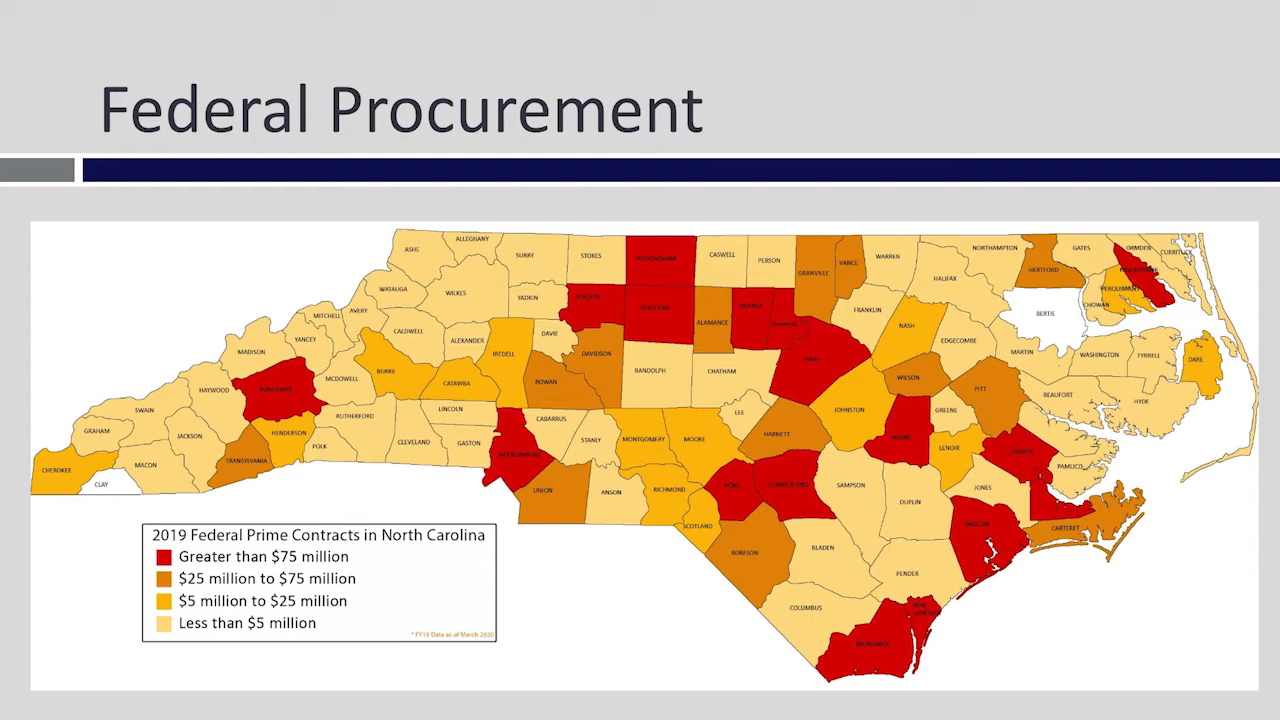 Federal Procurement
ALLEGHANY
ASHE
SURRY
STOKES
ROCKINGHAM
CASWELL
PERSON
GRANVILLE
VANCE
WARREN
NORTHAMPTON
GATES
CAMDEN
CURRITUCK
HERTFORD
HALIFAX
WATAUGA
WILKES
YADKIN
FORSYTH
GUILFORD
ALAMANCE
ORANGE
DURHAM
FRANKLIN
NASH
BERTIE
PERQUIMANS
CHOWAN
MITCHELL
AVERY
YANCEY
CALDWELL
ALEXANDER
DAVIE
IREDELL
DAVIDSON
EDGECOMBE
MARTIN
WASHINGTON
TYRRELL
DARE
MADISON
MCDOWELL
BURKE
CATAWBA
ROWAN
RANDOLPH
CHATHAM
WAKE
WILSON
PITT
BEAUFORT
HYDE
HAYWOOD
BUNCOMBE
SWAIN
RUTHERFORD
LINCOLN
CABARRUS
LEE
JOHNSTON
GREENE
GRAHAM
JACKSON
HENDERSON
POLK
CLEVELAND
GASTON
MECKLENBURG
STANLY
MONTGOMERY
MOORE
HARNETT
WAYNE
LENOIR
CRAVEN
PAMLICO
CHEROKEE
CLAY
MACON
TRANSYLVANIA
UNION
ANSON
RICHMOND
HOKE
CUMBERLAND
SAMPSON
DUPLIN
JONES
SCOTLAND
ROBESON
BLADEN
PENDER
ONSLOW
CARTERET
COLUMBUS
BRUNSWICK
NEW
HANOVER
2019 Federal Prime Contracts in North Carolina
Greater than $75 million
$25 million to $75 million
$5 million to $25 million
Less than $5 million
* FY19 Data as of March 2020